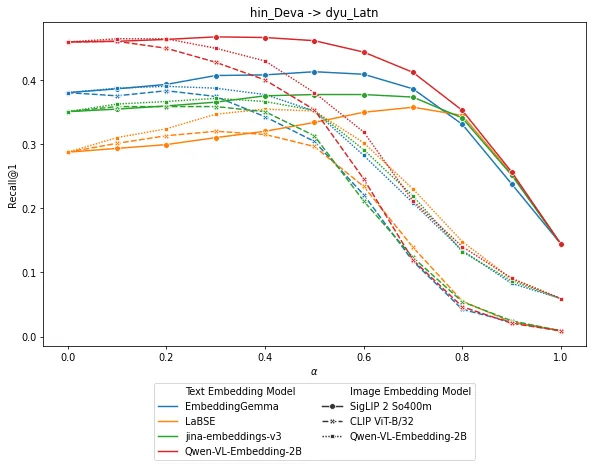 hin_Deva -> dyu_Latn
Recall@1
0.4
0.3
0.2
0.1
0.0
0.0 0.2 0.4 0.6 0.8 1.0
α
Text Embedding Model
EmbeddingGemma
LaBSE
jina-embeddings-v3
Qwen-VL-Embedding-2B
Image Embedding Model
SigLIP 2 So400m
CLIP ViT-B/32
Qwen-VL-Embedding-2B